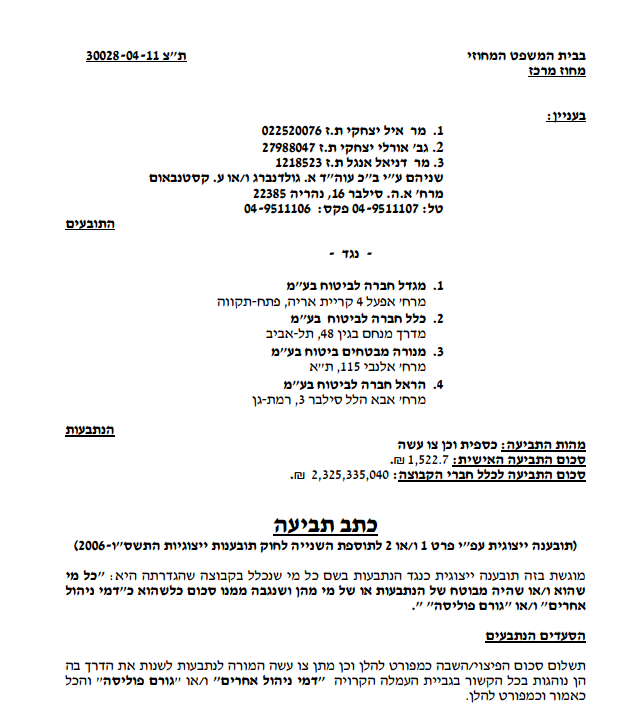 בבית המשפט המחוזי ת״צ 30028-04-11
מחוז מרכז
בעניין:
1. מר איל יצחקי ת.ז 022520076
2. גב׳ אורלי יצחקי ת.ז 27988047
3. מר דניאל אנגל ת.ז 1218523
שניהם ע״י ב״כ עוה״ד א. גולדנברג ו/או ע. קסטנבאום
מרח׳ א.ה. סילבר 16, נהריה 22385
טל: 04-9511107 פקס: 04-9511106
התובעים
- נגד -
1. מגדל חברה לביטוח בע״מ
מרח׳ אפעל 4 קריית אריה, פתח-תקווה
2. כלל חברה לביטוח בע״מ
מדרך מנחם בגין 48, תל-אביב
3. מנורה מבטחים ביטוח בע״מ
מרח׳ אלנבי 115, ת״א
4. הראל חברה לביטוח בע״מ
מרח׳ אבא הלל סילבר 3, רמת-גן
הנתבעות
מהות התביעה: כספית וכן צו עשה
סכום התביעה האישית: 1,522.7 ₪.
סכום התביעה לכלל חברי הקבוצה: 2,325,335,040 ₪.
כתב תביעה
(תובענה ייצוגית עפ״י פרט 1 ו/או 2 לתוספת השנייה לחוק תובענות ייצוגיות התשס״ו-2006)
מוגשת בזה תובענה ייצוגית כנגד הנתבעות בשם כל מי שנכלל בקבוצה שהגדרתה היא: "כל מי
שהוא ו/או שהיה מבוטח של הנתבעות או של מי מהן ושנגבה ממנו סכום כלשהוא כ"דמי ניהול
אחרים" ו/או "גורם פוליסה" ".
הסעדים הנתבעים
תשלום סכום הפיצוי/השבה כמפורט להלן וכן מתן צו עשה המורה לנתבעות לשנות את הדרך בה
הן נוהגות בכל הקשור בגביית העמלה הקרויה "דמי ניהול אחרים" ו/או "גורם פוליסה" והכל
כאמור וכמפורט להלן.